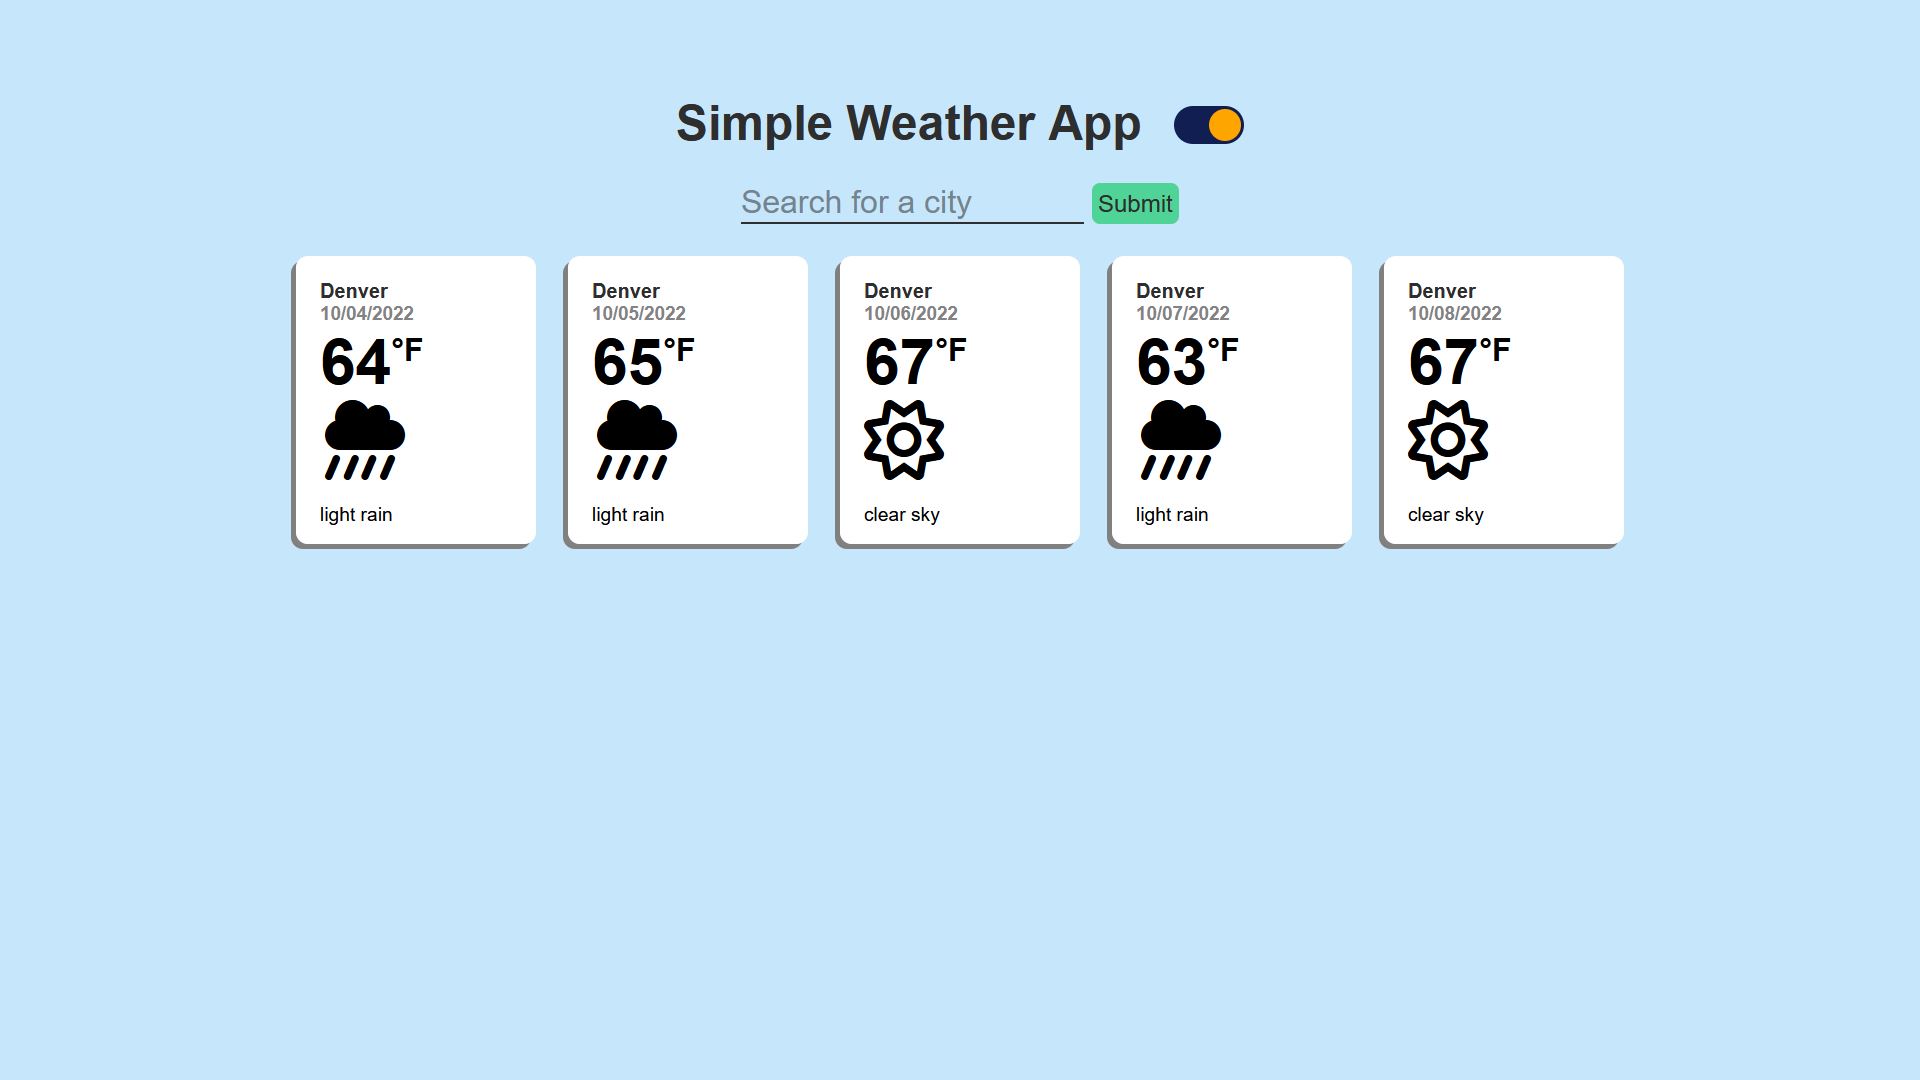 Simple Weather App
Search for a city
Submit
Denver
10/04/2022
64°F
light rain
Denver
10/05/2022
65°F
light rain
Denver
10/06/2022
67°F
clear sky
Denver
10/07/2022
63°F
light rain
Denver
10/08/2022
67°F
clear sky